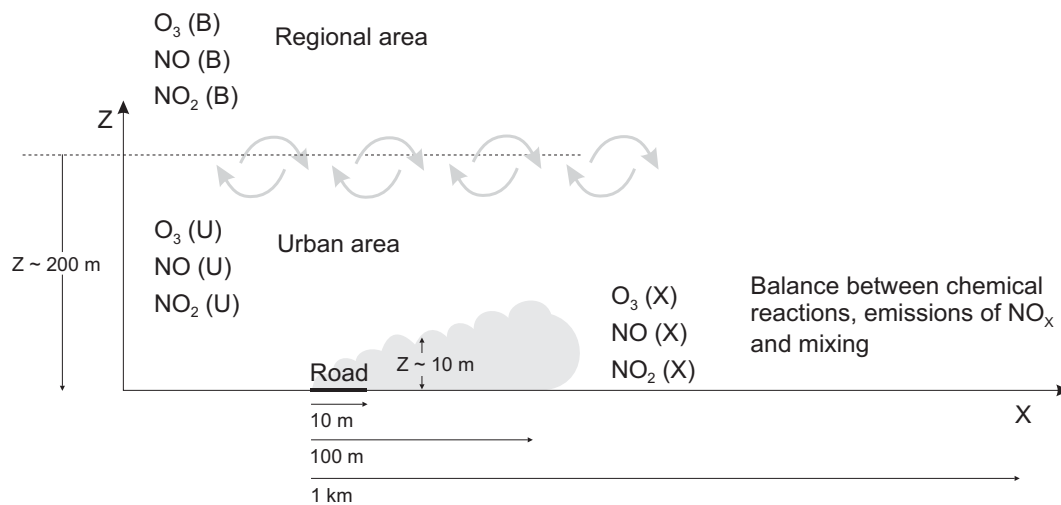 O₃ (B)
NO (B)
NO₂ (B)
Regional area
Z
O₃ (U)
NO (U)
NO₂ (U)
Urban area
Z ~ 200 m
O₃ (X)
NO (X)
NO₂ (X)
Balance between chemical
reactions, emissions of NOₓ
and mixing
Z ~ 10 m
Road
10 m
X
100 m
1 km